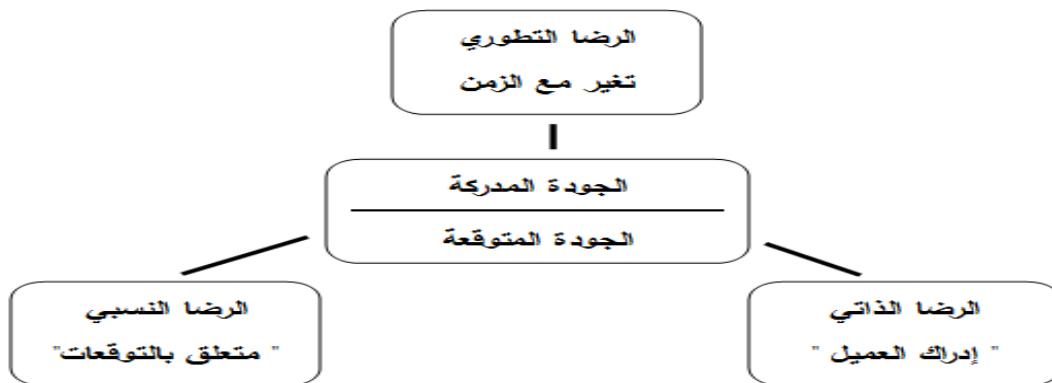 الرضا التطوري
تغير مع الزمن
الجودة المدركة
الجودة المتوقعة
الرضا الذاتي
" إدراك العميل "
الرضا النسبي
" متعلق بالتوقعات"